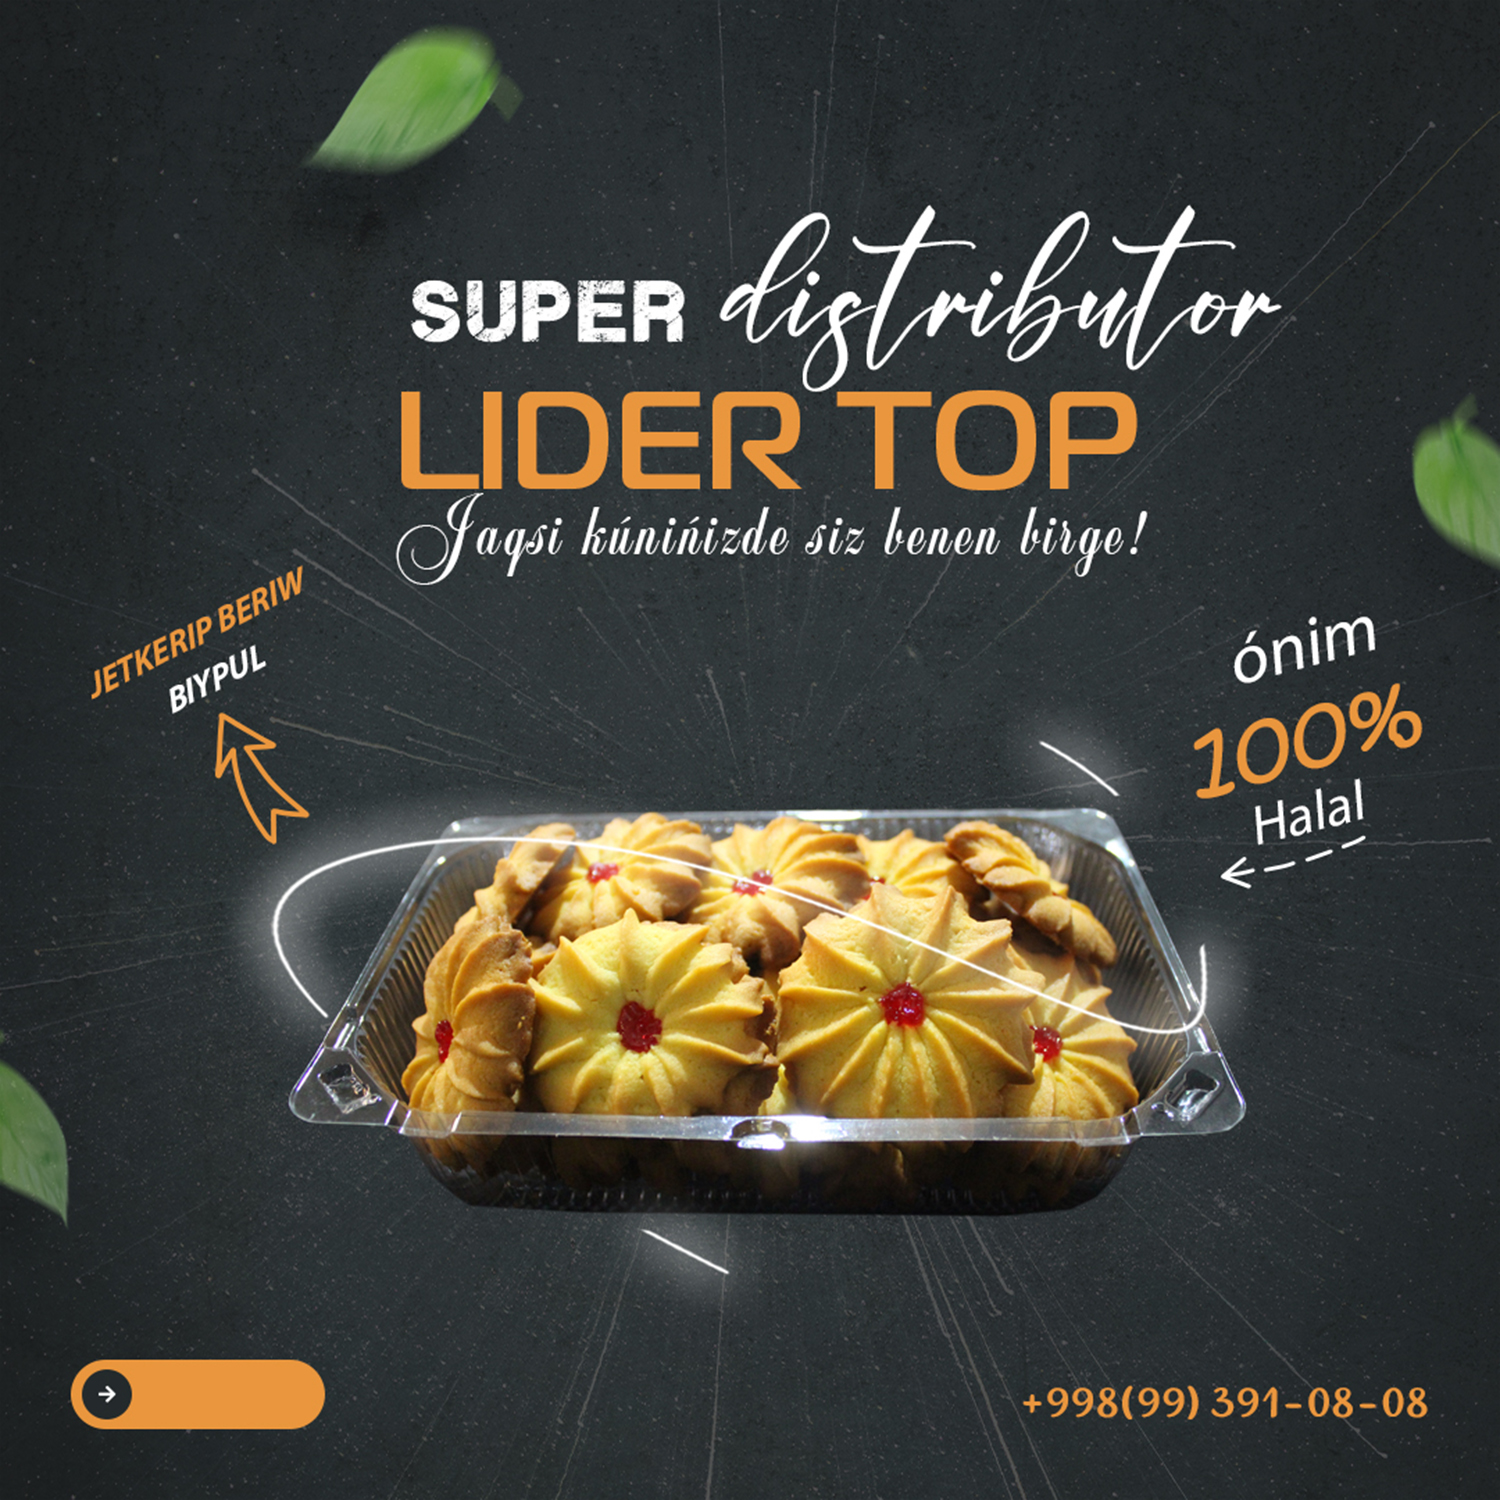 SUPER distributor
LIDER TOP
Jaqsi kúnińizde siz benen birge!
JETKERIP BERIW
BIYPUL
ónim
100%
Halal
+998(99) 391-08-08